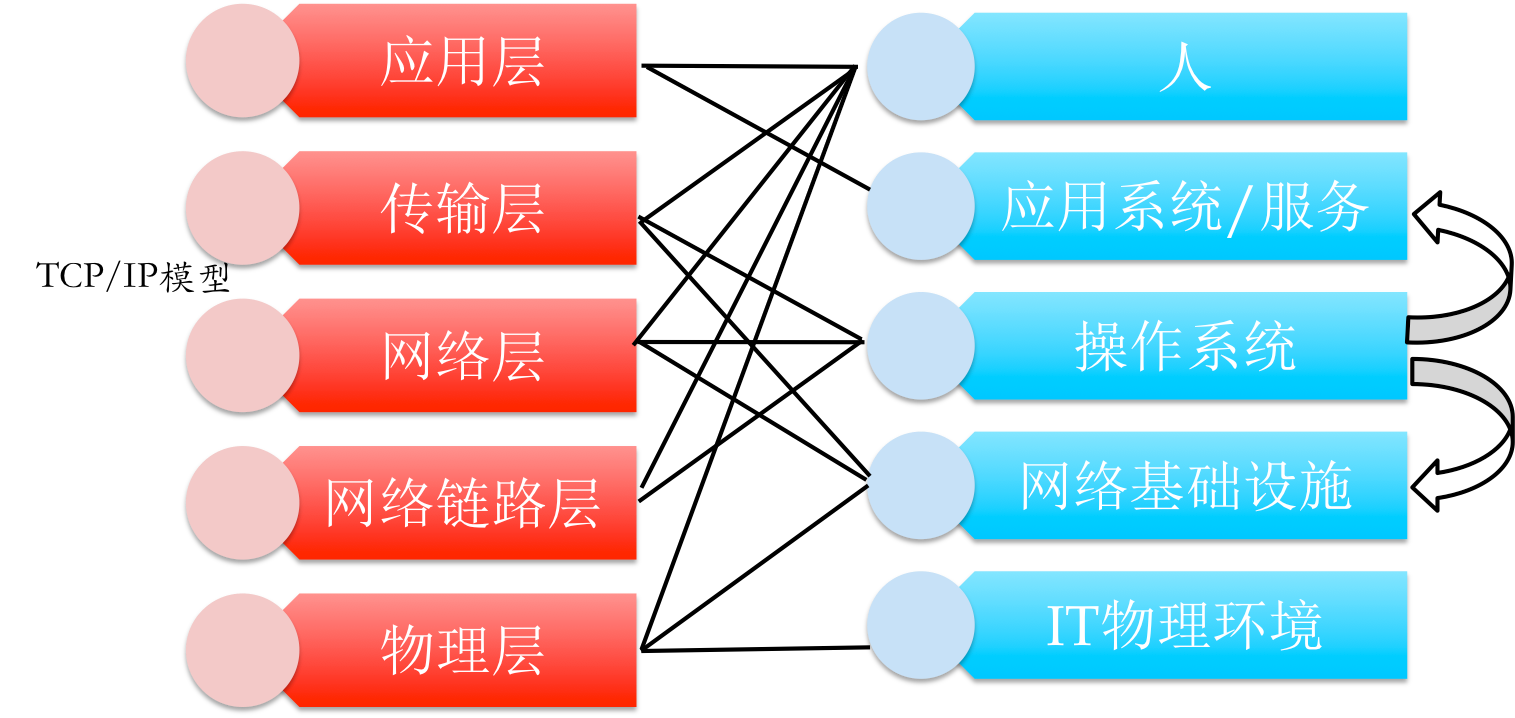 应用层
人
传输层
应用系统/服务
TCP/IP模型
网络层
操作系统
网络链路层
网络基础设施
物理层
IT物理环境